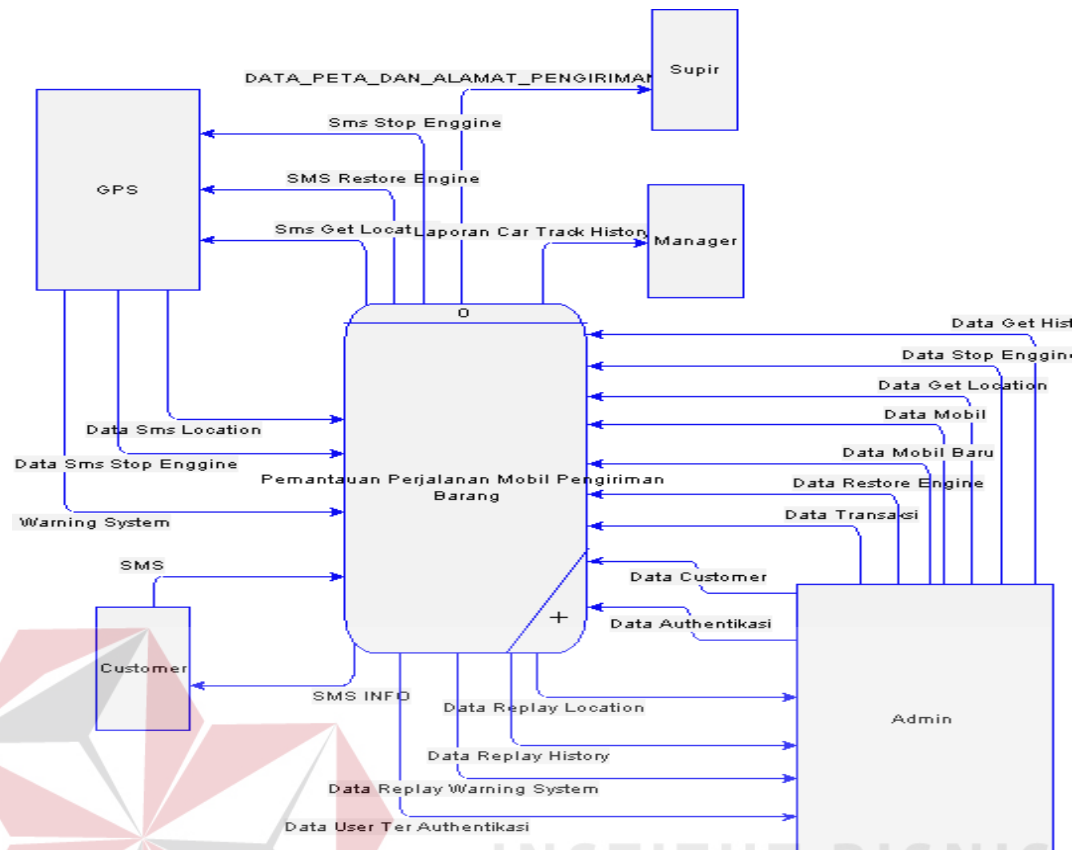 Supir
DATA_PETA_DAN_ALAMAT_PENGIRIMAN
Sms Stop Enggine
GPS
SMS Restore Engine
Sms Get Locat
Laporan Car Track History
Manager
0
Data Get Hist
Data Stop Enggine
Data Get Location
Data Mobil
Data Sms Location
Data Mobil Baru
Data Sms Stop Enggine
Pemantauan Perjalanan Mobil Pengiriman
Barang
Data Restore Engine
Data Transaksi
Warning System
SMS
Data Customer
+
Data Authentikasi
Customer
SMS INFO
Data Replay Location
Admin
Data Replay History
Data Replay Warning System
Data User Ter Authentikasi
INSTITUT BISNIS